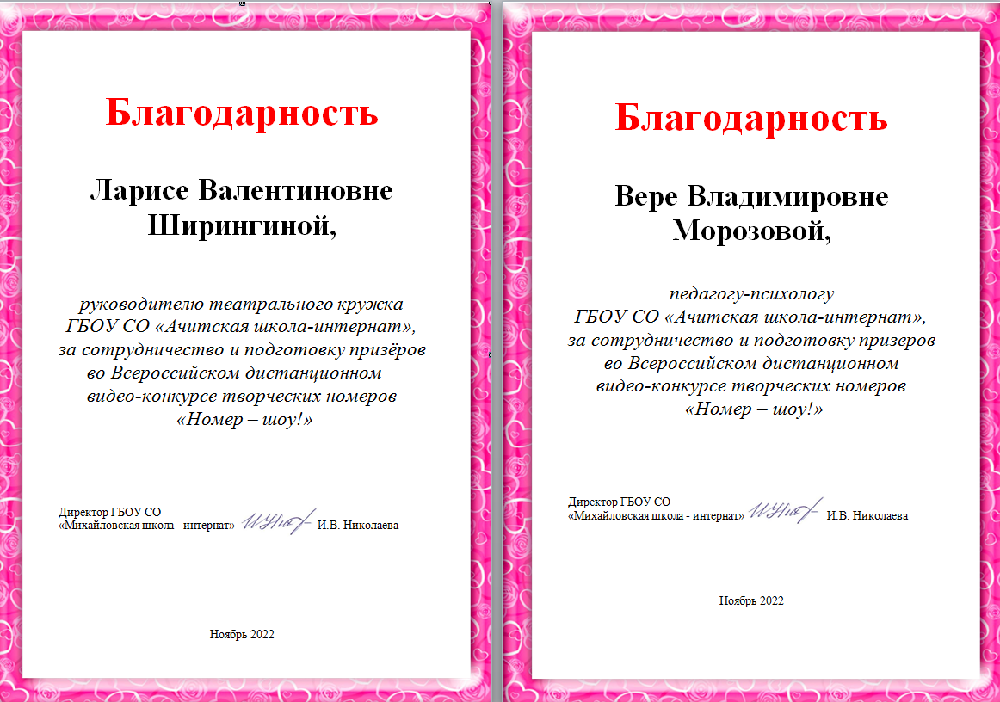 Благодарность
Ларисе Валентиновне
Ширингиной,
руководителю театрального кружка
ГБОУ СО «Ачитская школа-интернат»,
за сотрудничество и подготовку призёров
во Всероссийском дистанционном
видео-конкурсе творческих номеров
«Номер – шоу!»
Директор ГБОУ СО
«Михайловская школа - интернат» И.В. Николаева
Ноябрь 2022
Благодарность
Вере Владимировне
Морозовой,
педагогу-психологу
ГБОУ СО «Ачитская школа-интернат»,
за сотрудничество и подготовку призеров
во Всероссийском дистанционном
видео-конкурсе творческих номеров
«Номер – шоу!»
Директор ГБОУ СО
«Михайловская школа - интернат» И.В. Николаева
Ноябрь 2022